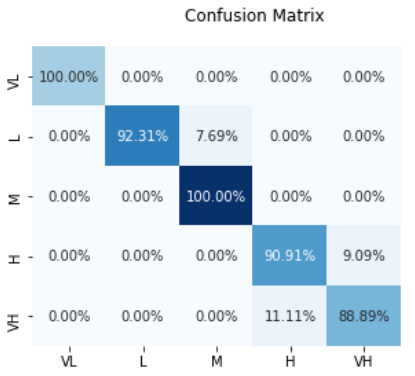 Confusion Matrix
VL 100.00% 0.00% 0.00% 0.00% 0.00%
L 0.00% 92.31% 7.69% 0.00% 0.00%
M 0.00% 0.00% 100.00% 0.00% 0.00%
H 0.00% 0.00% 0.00% 90.91% 9.09%
VH 0.00% 0.00% 0.00% 11.11% 88.89%
VL L M H VH